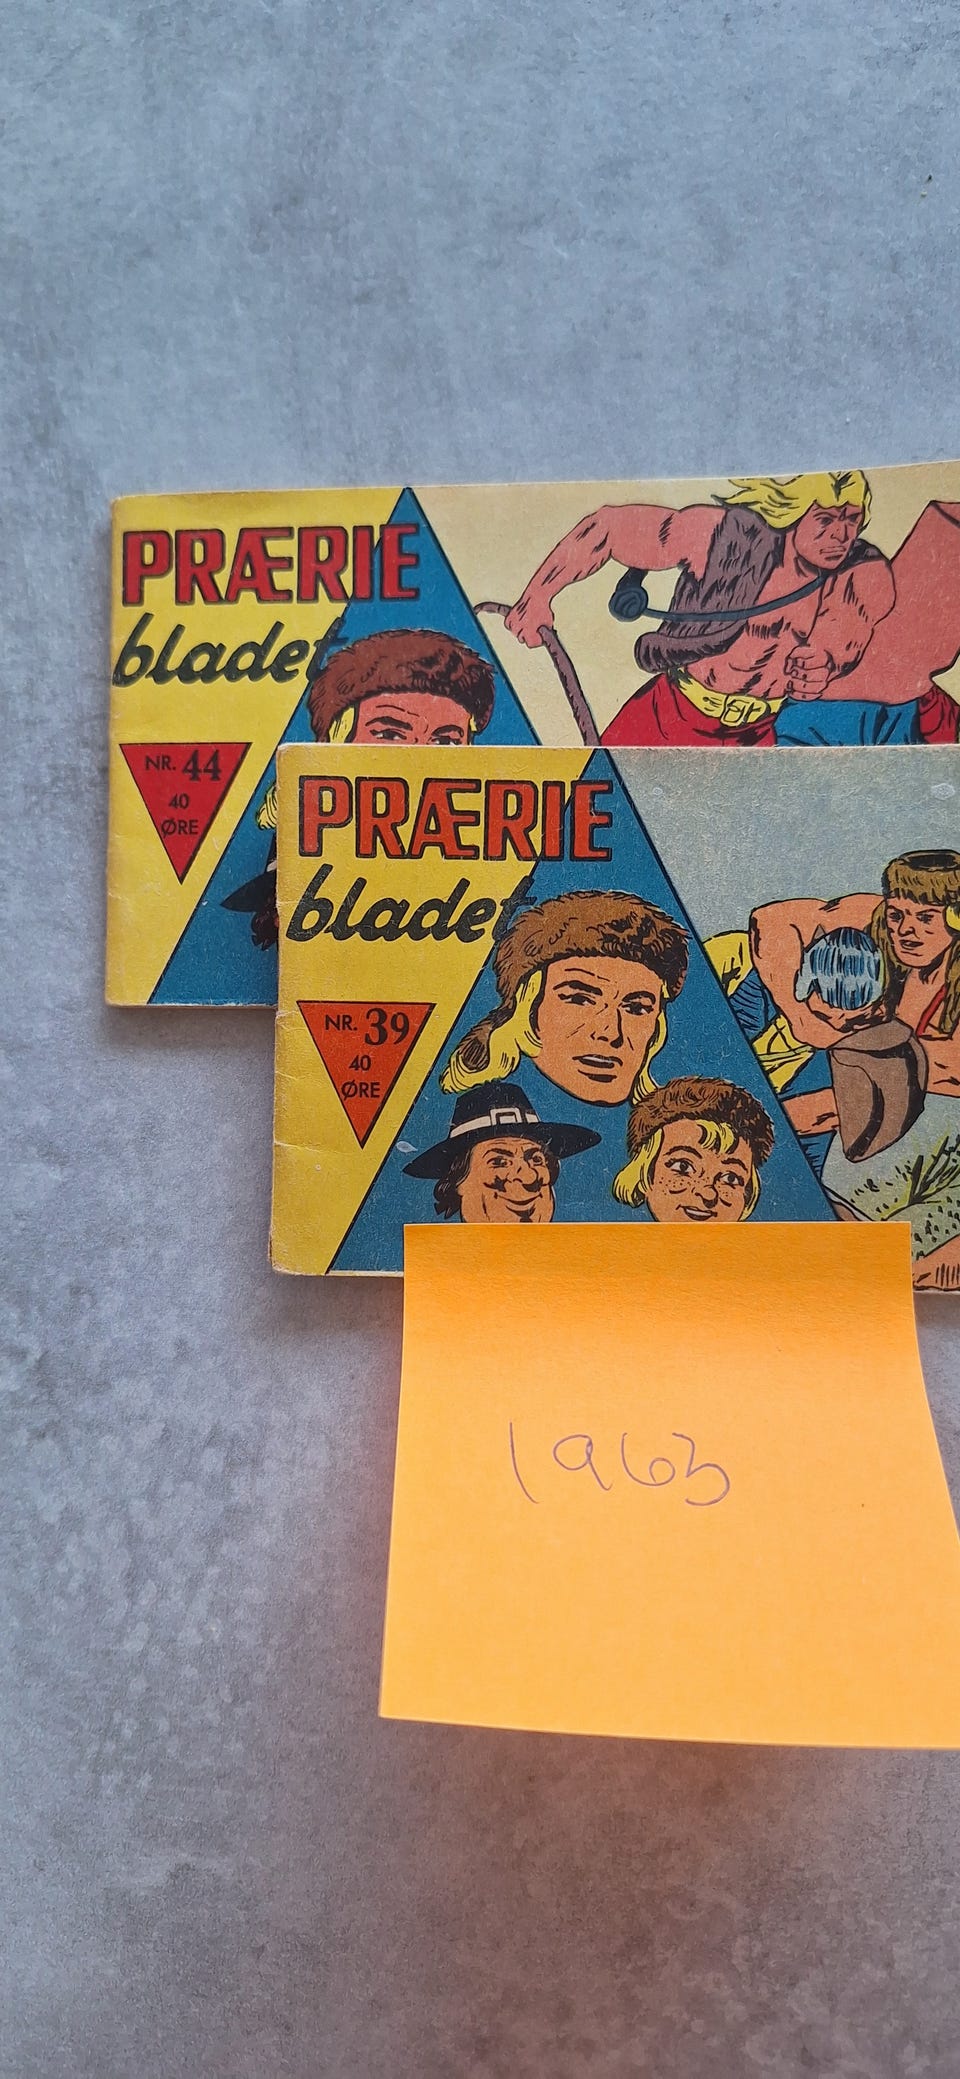 PRÆRIE
bladet
NR. 44
40
ØRE
PRÆRIE
bladet
NR. 39
40
ØRE
1963